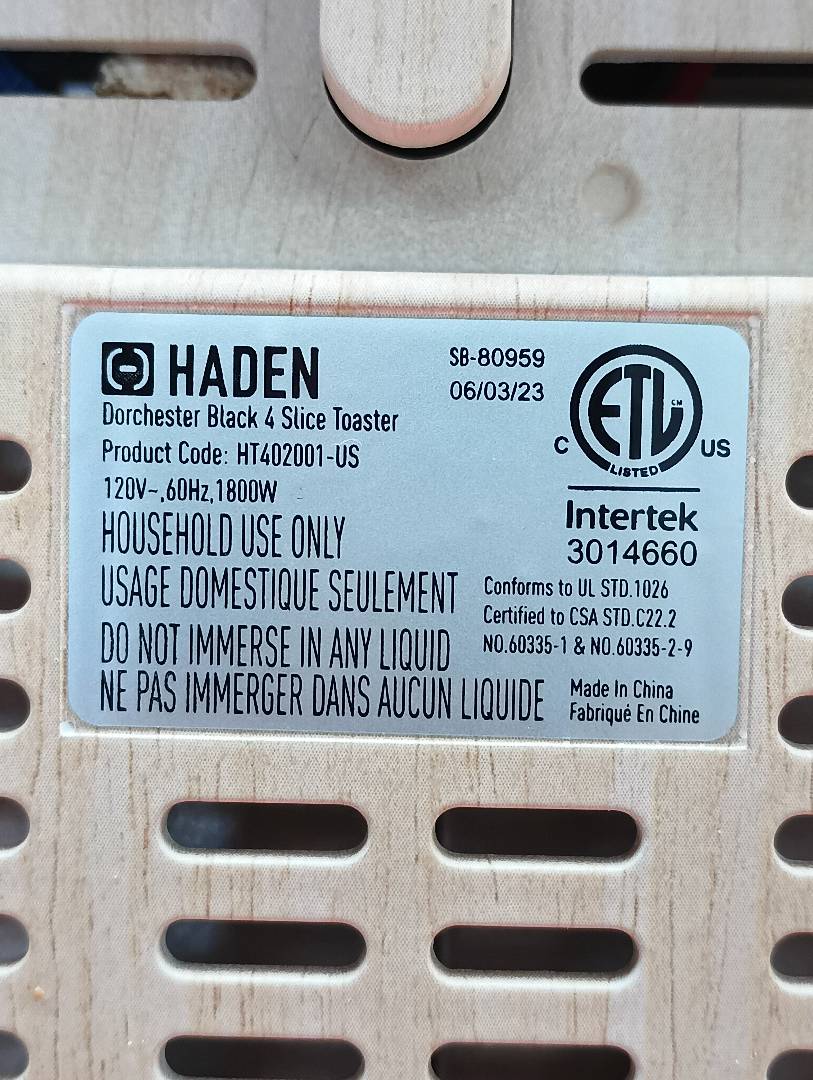 HADEN
Dorchester Black 4 Slice Toaster
Product Code: HT402001-US
120V~,60Hz,1800W
HOUSEHOLD USE ONLY
USAGE DOMESTIQUE SEULEMENT
DO NOT IMMERSE IN ANY LIQUID
NE PAS IMMERGER DANS AUCUN LIQUIDE
SB-80959
06/03/23
ETL CM
C US
LISTED
Intertek
3014660
Conforms to UL STD.1026
Certified to CSA STD.C22.2
NO.60335-1 & NO.60335-2-9
Made In China
Fabriqué En Chine